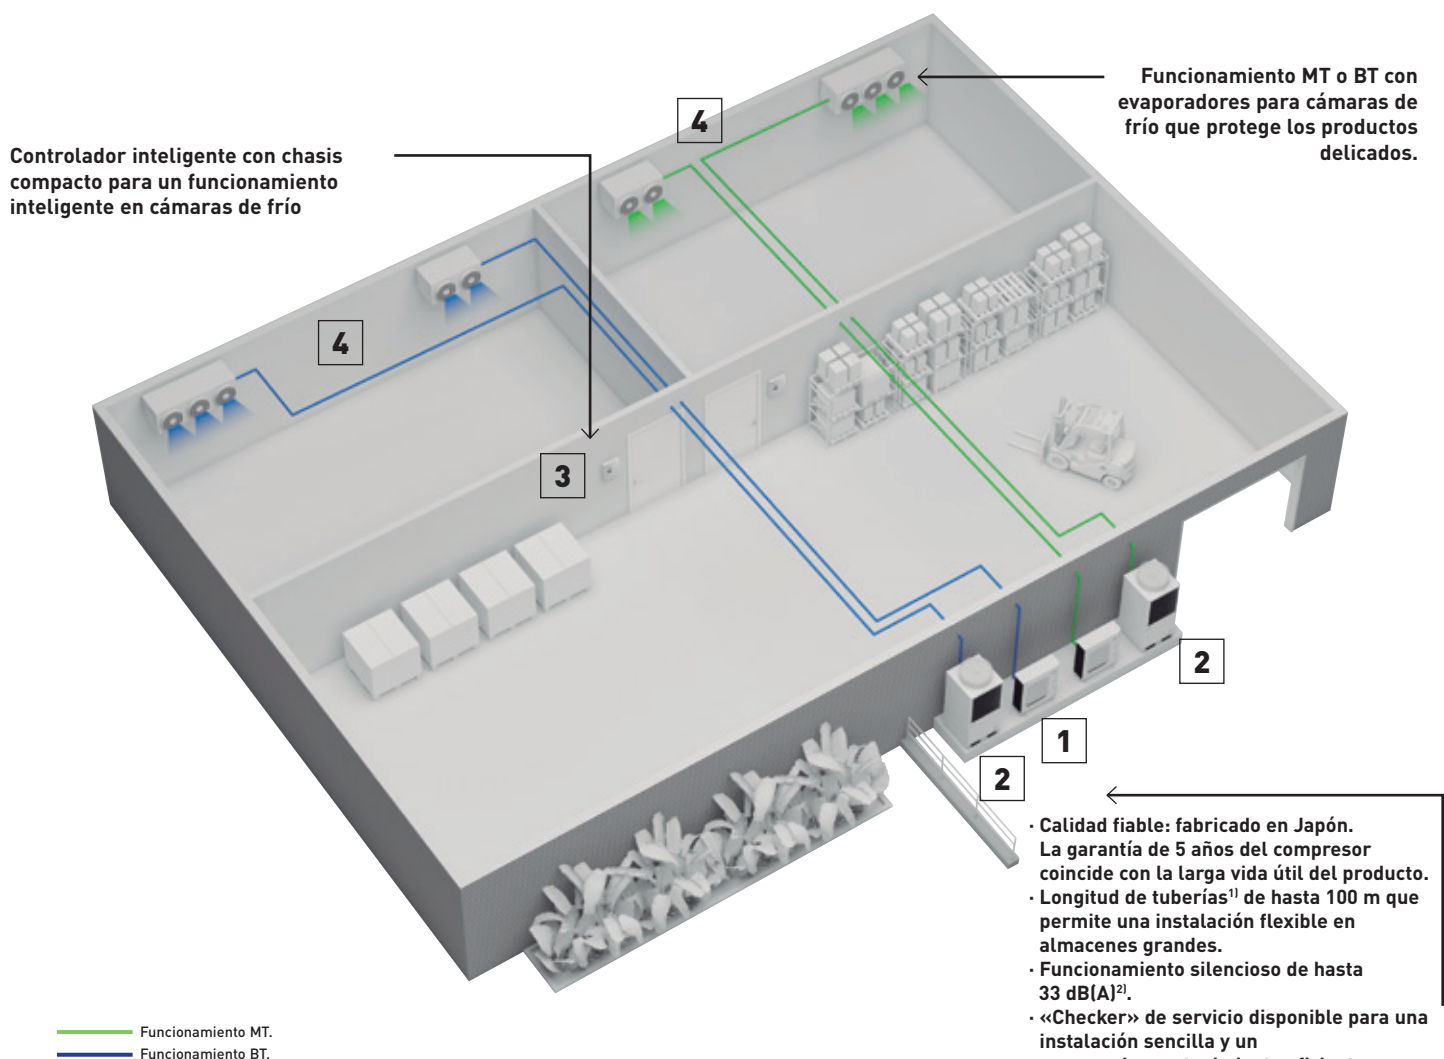 Funcionamiento MT o BT con
evaporadores para cámaras de
frío que protege los productos
delicados.
Controlador inteligente con chasis
compacto para un funcionamiento
inteligente en cámaras de frío
4
4
3
2
1
2
· Calidad fiable: fabricado en Japón.
La garantía de 5 años del compresor
coincide con la larga vida útil del producto.
· Longitud de tuberías¹⁾ de hasta 100 m que
permite una instalación flexible en
almacenes grandes.
· Funcionamiento silencioso de hasta
33 dB(A)²⁾.
· «Checker» de servicio disponible para una
instalación sencilla y un
Funcionamiento MT.
Funcionamiento BT.